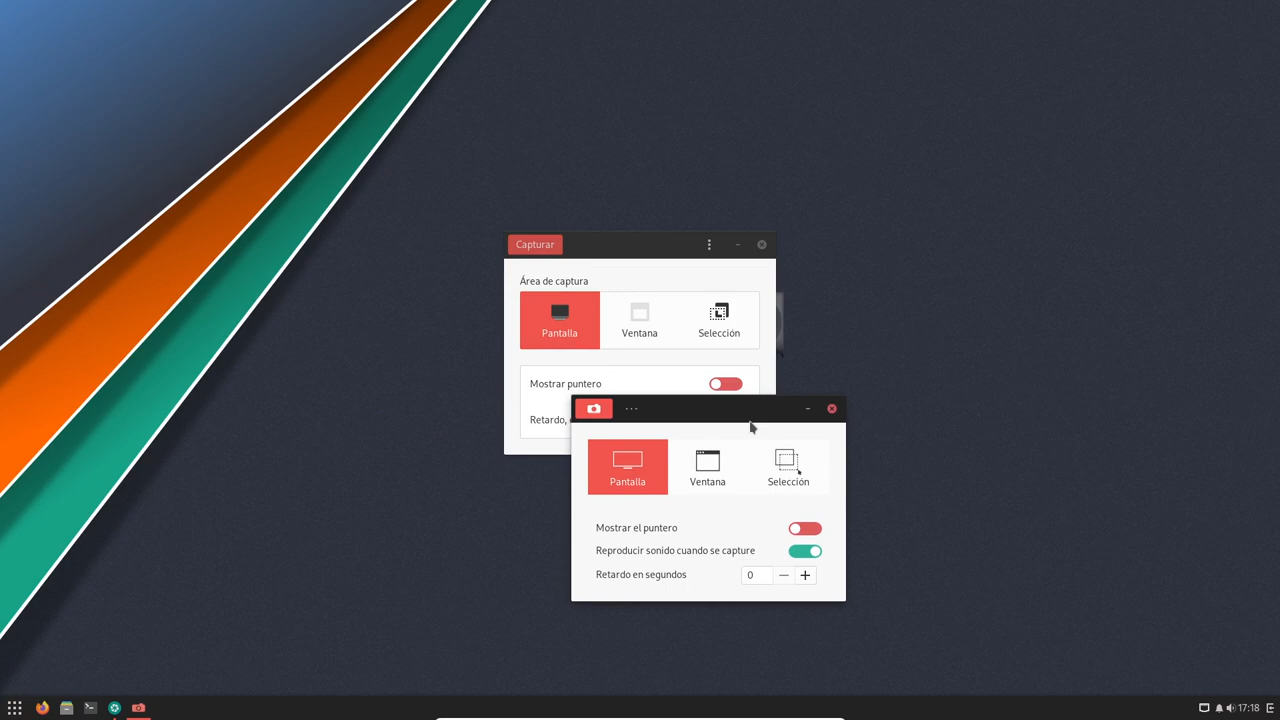 Capturar
Área de captura
Pantalla
Ventana
Selección
Mostrar puntero
Retardo,
Pantalla
Ventana
Selección
Mostrar el puntero
Reproducir sonido cuando se capture
Retardo en segundos
0
17:18